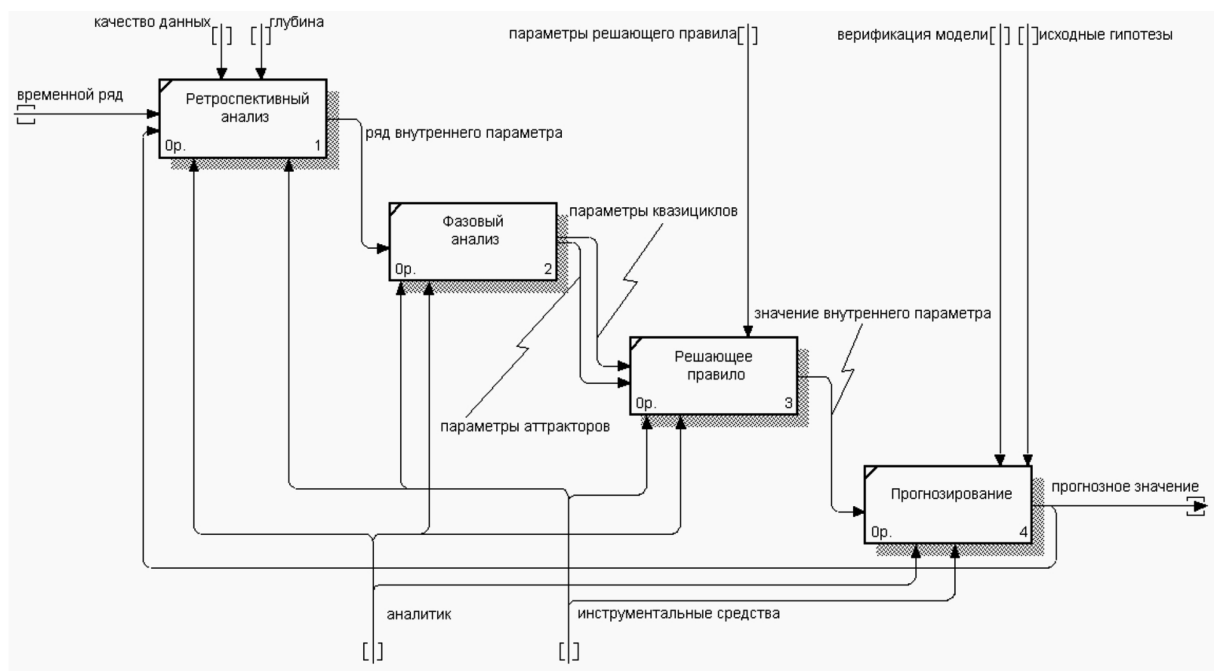 качество данных
глубина
параметры решающего правила
верификация модели
исходные гипотезы
временной ряд
Ретроспективный
анализ
0р.
1
ряд внутреннего параметра
Фазовый
анализ
0р.
2
параметры квазициклов
значение внутреннего параметра
Решающее
правило
0р.
3
параметры аттракторов
Прогнозирование
0р.
4
прогнозное значение
аналитик
инструментальные средства